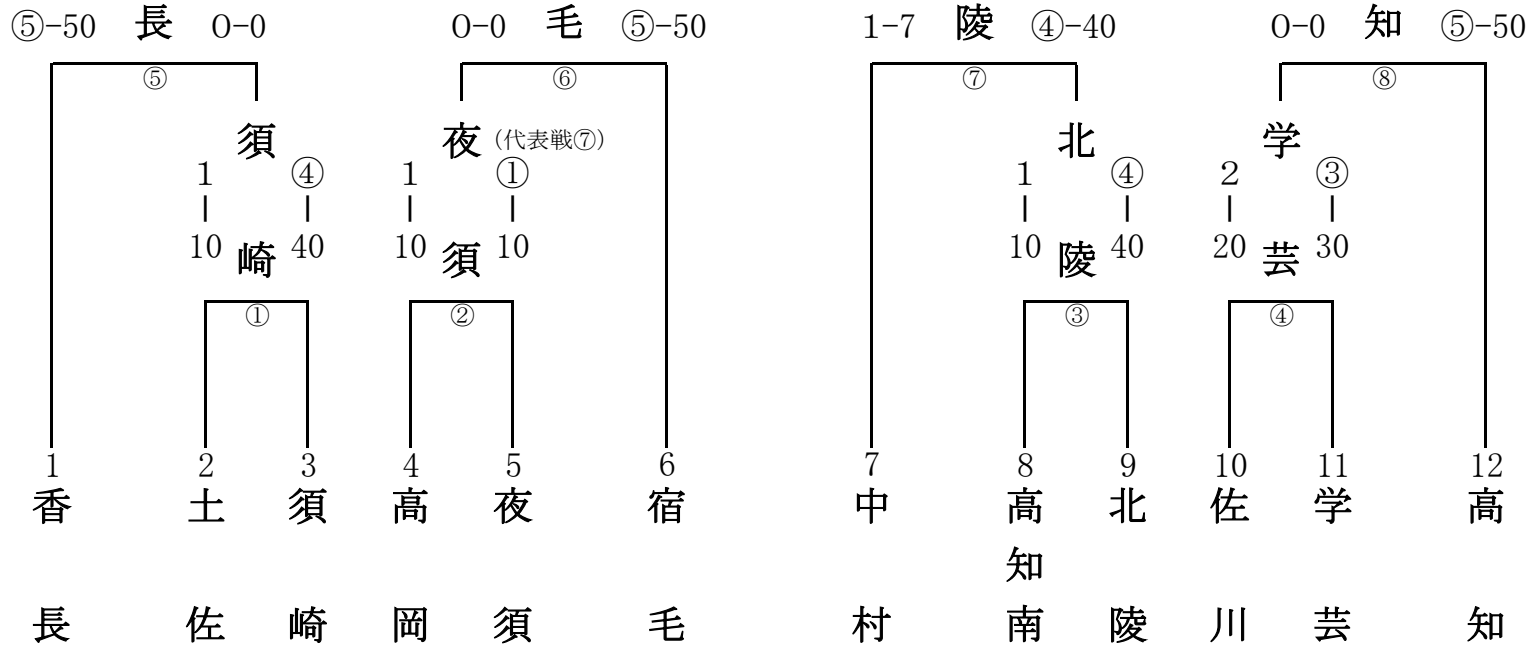 ⑤-50 長 0-0 0-0 毛 ⑤-50 1-7 陵 ④-40 0-0 知 ⑤-50
⑤ ⑥ ⑦ ⑧
須 夜 (代表戦⑦) 北 学
1 ④ 1 ① 1 ④ 2 ③
10 崎 40 10 須 10 10 陵 40 20 芸 30
① ② ③ ④
1 2 3 4 5 6 7 8 9 10 11 12
香 土 須 高 夜 宿 中 高 北 佐 学 高
知
長 佐 崎 岡 須 毛 村 南 陵 川 芸 知